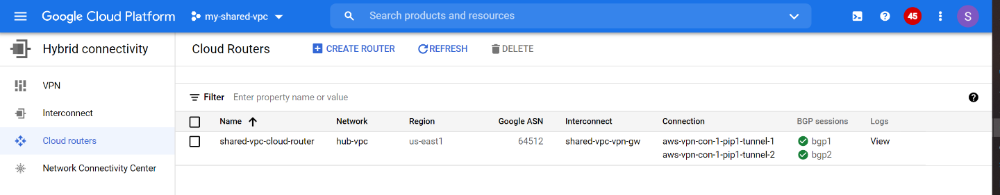 Google Cloud Platform my-shared-vpc Search products and resources 45 S
Hybrid connectivity Cloud Routers CREATE ROUTER REFRESH DELETE
VPN
Filter Enter property name or value
Interconnect
Name Network Region Google ASN Interconnect Connection BGP sessions Logs
Cloud routers
shared-vpc-cloud-router hub-vpc us-east1 64512 shared-vpc-vpn-gw aws-vpn-con-1-pip1-tunnel-1 bgp1 View
aws-vpn-con-1-pip1-tunnel-2 bgp2
Network Connectivity Center